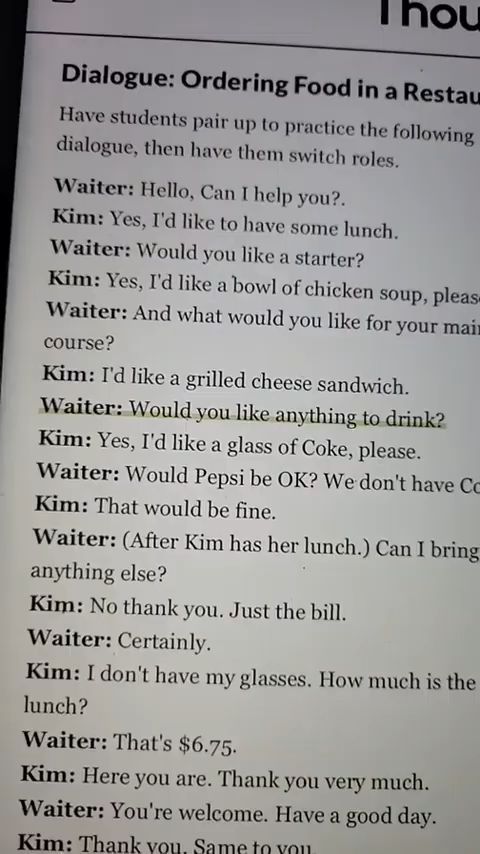 Thou
Dialogue: Ordering Food in a Restau
Have students pair up to practice the following
dialogue, then have them switch roles.
Waiter: Hello, Can I help you?.
Kim: Yes, I'd like to have some lunch.
Waiter: Would you like a starter?
Kim: Yes, I'd like a bowl of chicken soup, pleas
Waiter: And what would you like for your mai
course?
Kim: I'd like a grilled cheese sandwich.
Waiter: Would you like anything to drink?
Kim: Yes, I'd like a glass of Coke, please.
Waiter: Would Pepsi be OK? We don't have Co
Kim: That would be fine.
Waiter: (After Kim has her lunch.) Can I bring
anything else?
Kim: No thank you. Just the bill.
Waiter: Certainly.
Kim: I don't have my glasses. How much is the
lunch?
Waiter: That's $6.75.
Kim: Here you are. Thank you very much.
Waiter: You're welcome. Have a good day.
Kim: Thank you. Same to you.